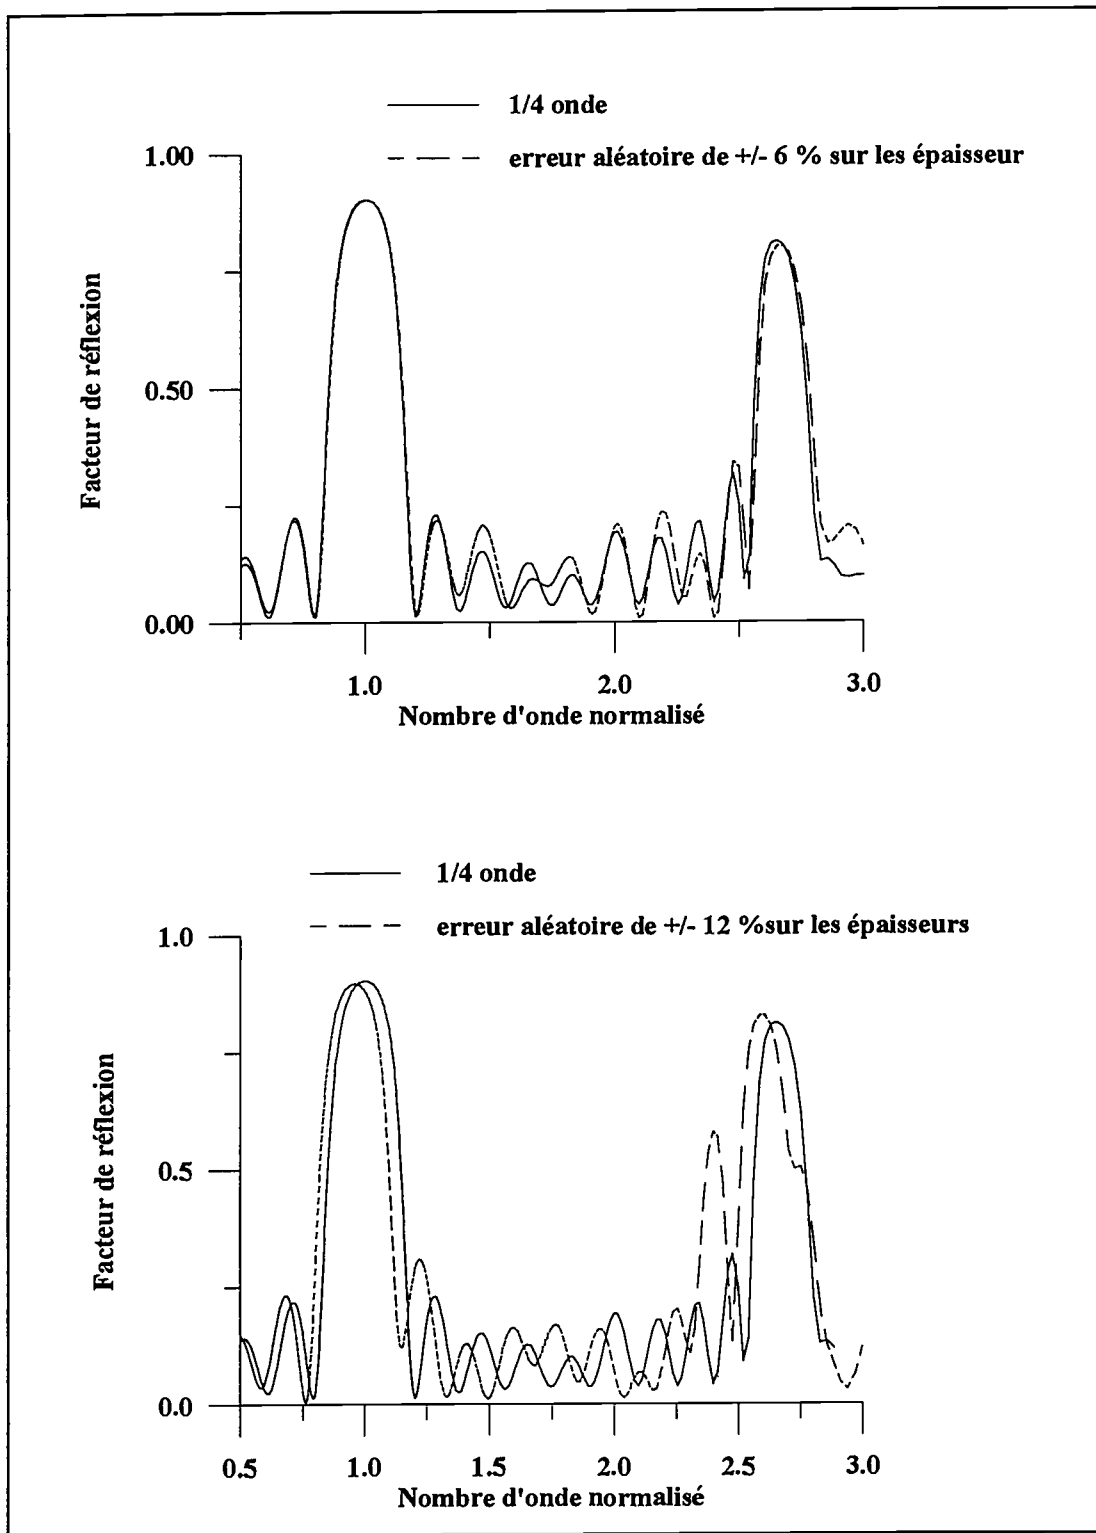 1/4 onde
erreur aléatoire de +/- 6 % sur les épaisseur
1.00
0.50
0.00
Facteur de réflexion
1.0 2.0 3.0
Nombre d'onde normalisé
1/4 onde
erreur aléatoire de +/- 12 %sur les épaisseurs
1.0
0.5
0.0
Facteur de réflexion
0.5 1.0 1.5 2.0 2.5 3.0
Nombre d'onde normalisé